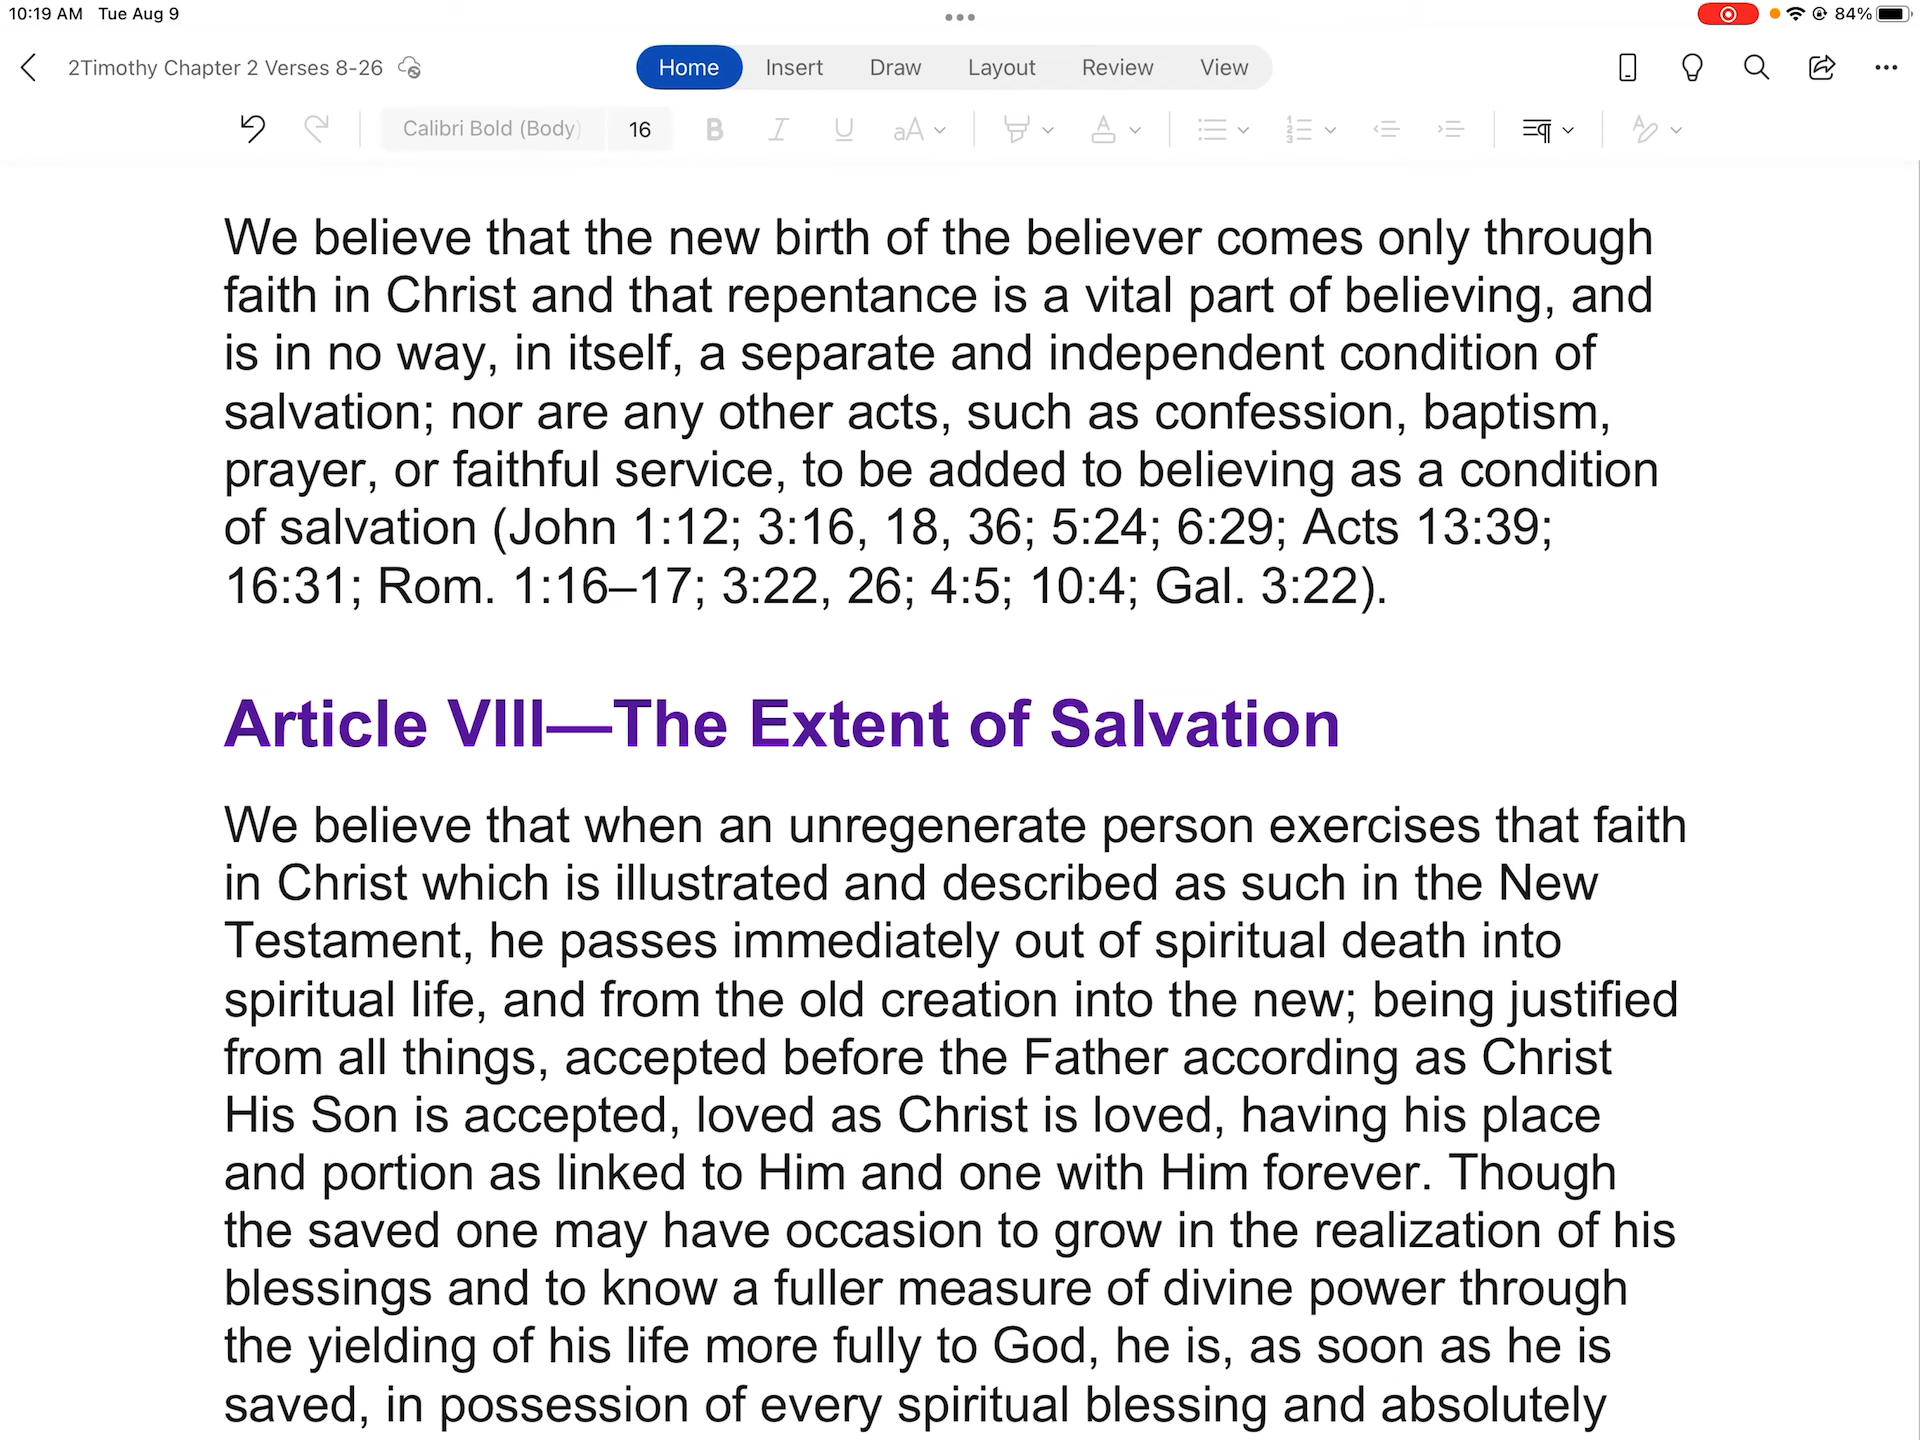 10:19 AM Tue Aug 9
84%
2Timothy Chapter 2 Verses 8-26
Home Insert Draw Layout Review View
Calibri Bold (Body) 16 B I U aA A
We believe that the new birth of the believer comes only through
faith in Christ and that repentance is a vital part of believing, and
is in no way, in itself, a separate and independent condition of
salvation; nor are any other acts, such as confession, baptism,
prayer, or faithful service, to be added to believing as a condition
of salvation (John 1:12; 3:16, 18, 36; 5:24; 6:29; Acts 13:39;
16:31; Rom. 1:16–17; 3:22, 26; 4:5; 10:4; Gal. 3:22).
Article VIII—The Extent of Salvation
We believe that when an unregenerate person exercises that faith
in Christ which is illustrated and described as such in the New
Testament, he passes immediately out of spiritual death into
spiritual life, and from the old creation into the new; being justified
from all things, accepted before the Father according as Christ
His Son is accepted, loved as Christ is loved, having his place
and portion as linked to Him and one with Him forever. Though
the saved one may have occasion to grow in the realization of his
blessings and to know a fuller measure of divine power through
the yielding of his life more fully to God, he is, as soon as he is
saved, in possession of every spiritual blessing and absolutely